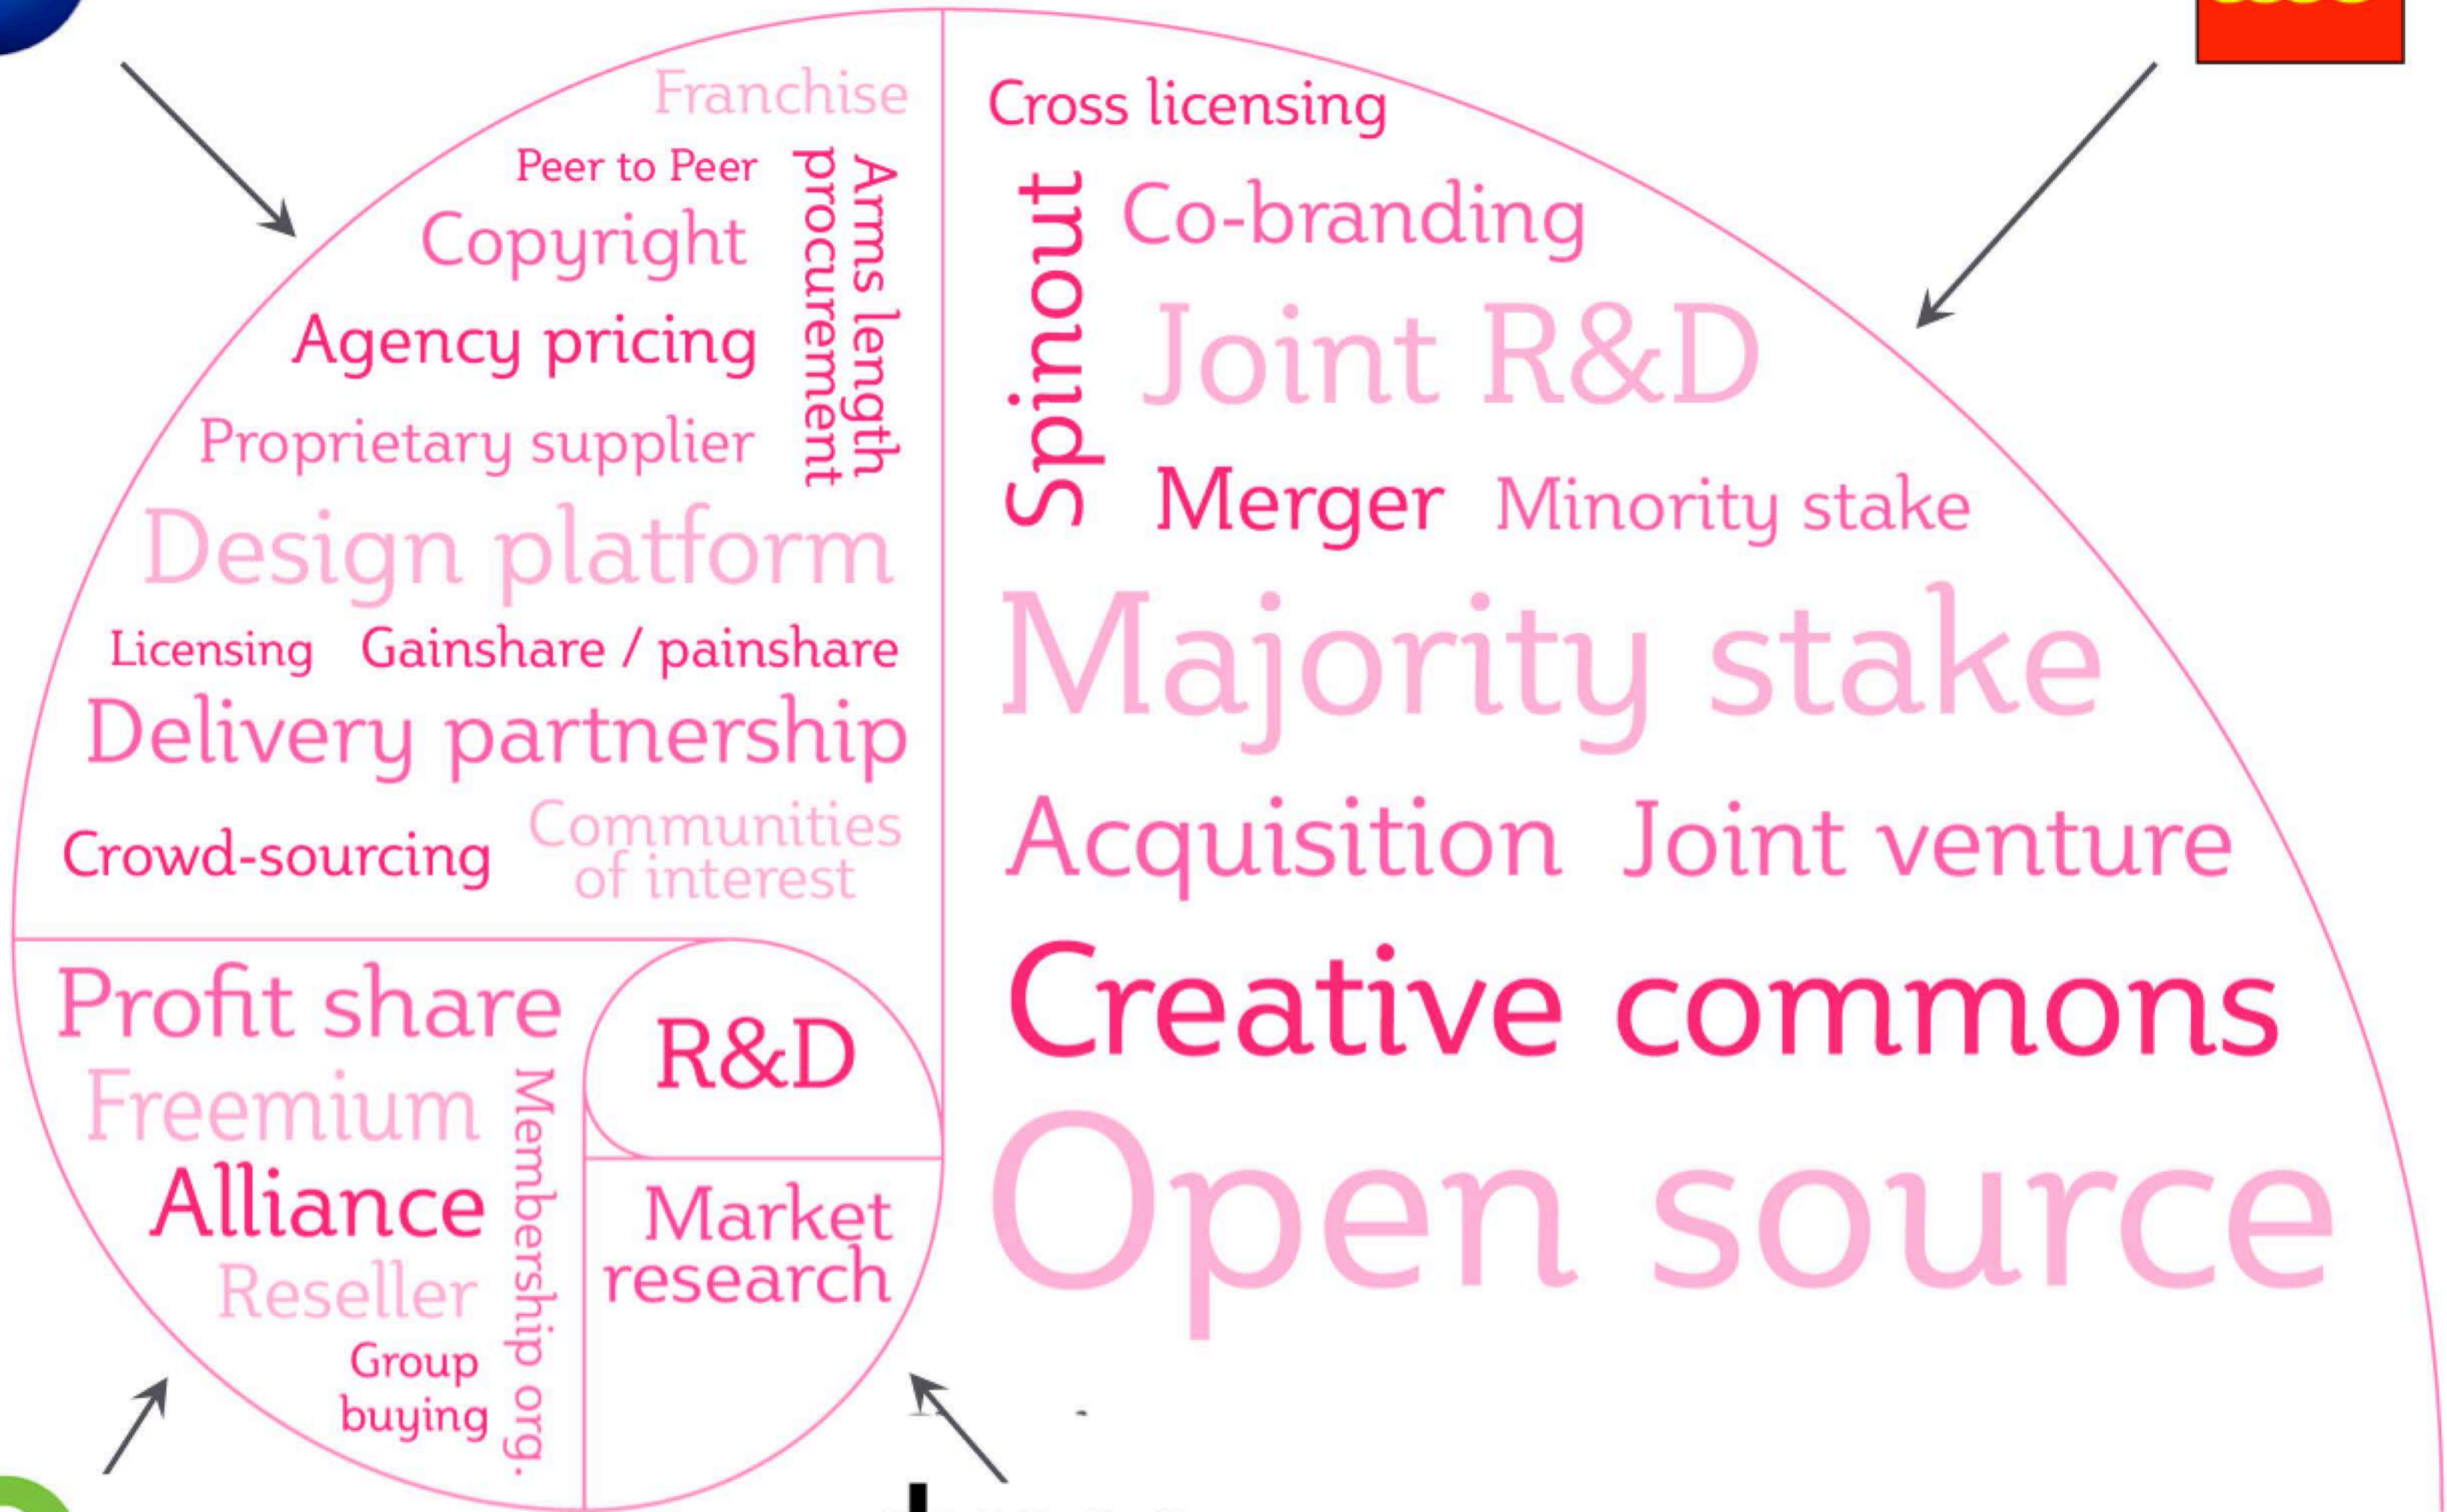 Franchise
Peer to Peer
Arms length
procurement
Copyright
Agency pricing
Proprietary supplier
Design platform
Licensing
Gainshare / painshare
Delivery partnership
Crowd-sourcing
Communities
of interest
Cross licensing
Spinout
Co-branding
Joint R&D
Merger
Minority stake
Majority stake
Acquisition
Joint venture
Creative commons
Open source
Profit share
Freemium
Membership org.
Alliance
Reseller
Group
buying
R&D
Market
research